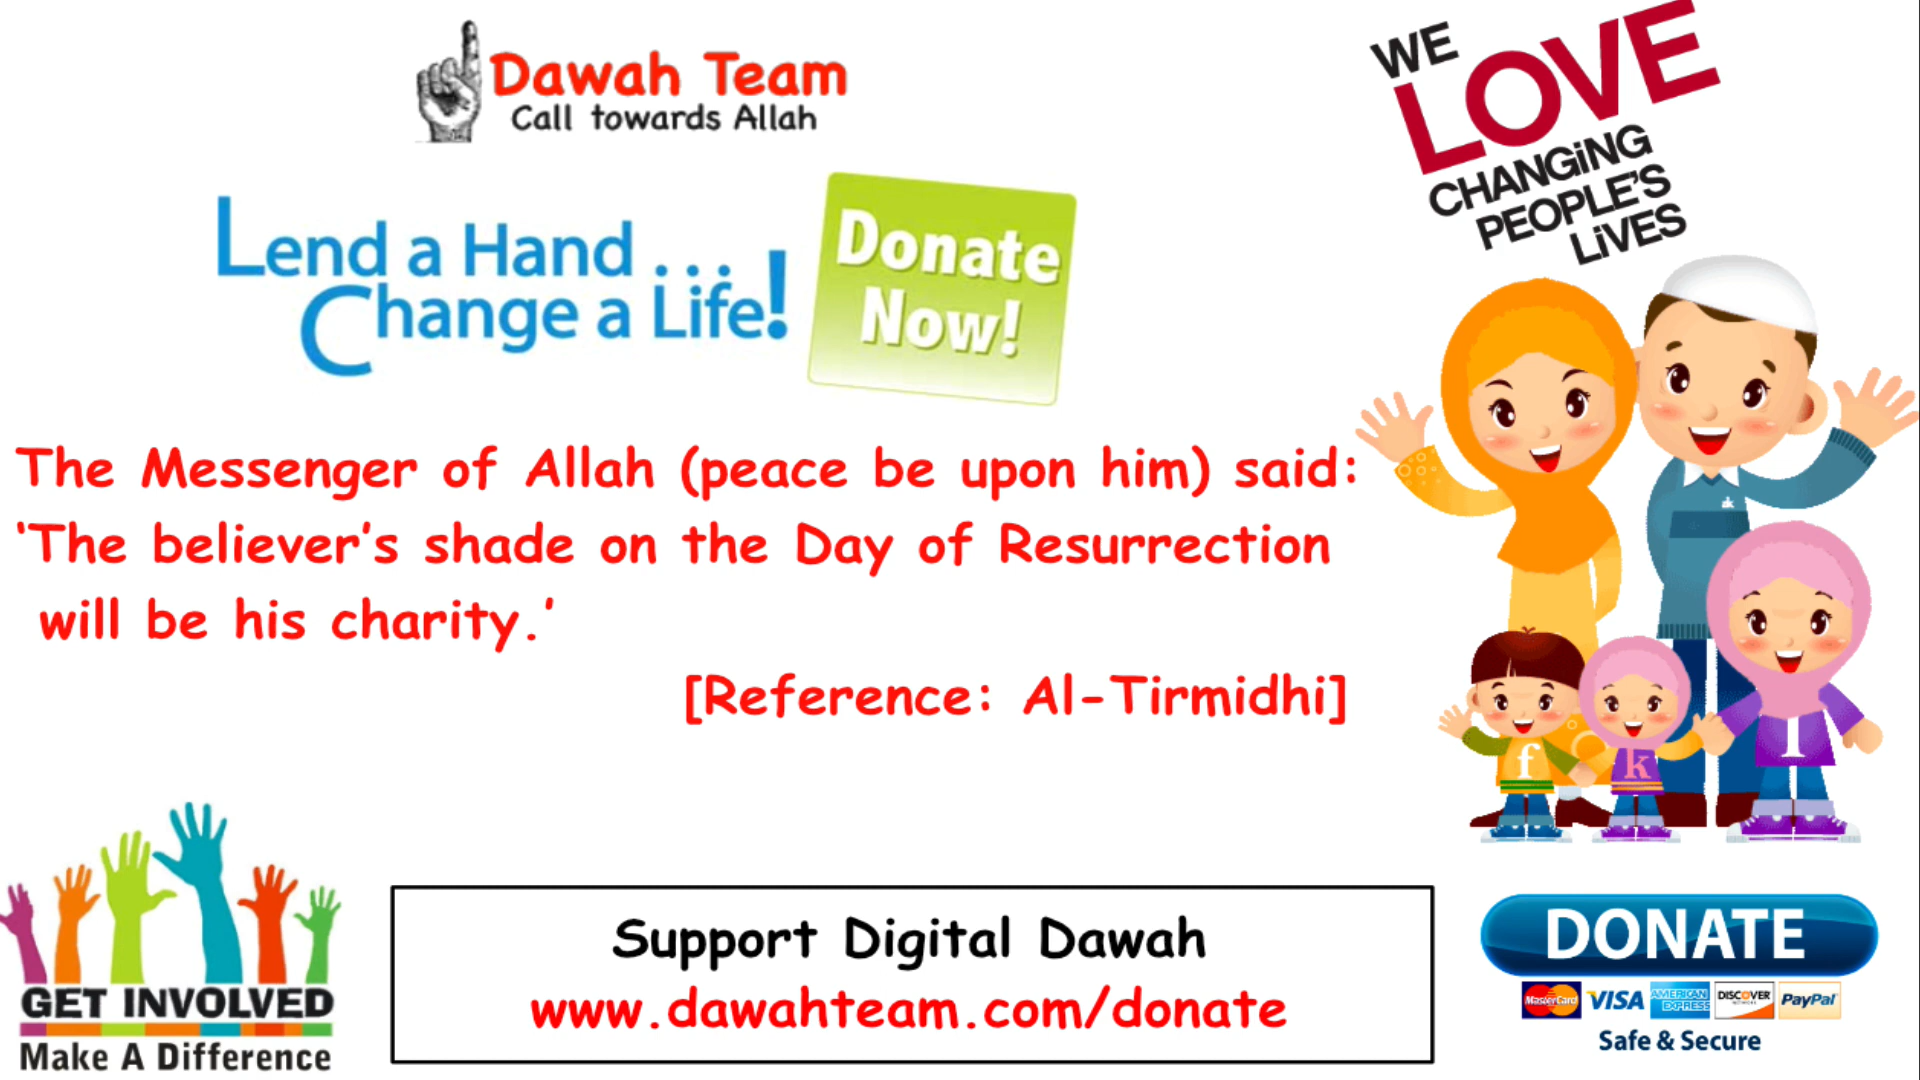 Dawah Team
Call towards Allah
WE
LOVE
CHANGiNG
PEOPLE'S
LiVES
Lend a Hand ...
Change a Life!
Donate
Now!
The Messenger of Allah (peace be upon him) said:
‘The believer’s shade on the Day of Resurrection
will be his charity.’
[Reference: Al-Tirmidhi]
f
k
l
GET INVOLVED
Make A Difference
Support Digital Dawah
www.dawahteam.com/donate
DONATE
MasterCard VISA AMERICAN EXPRESS DISCOVER NETWORK PayPal
Safe & Secure